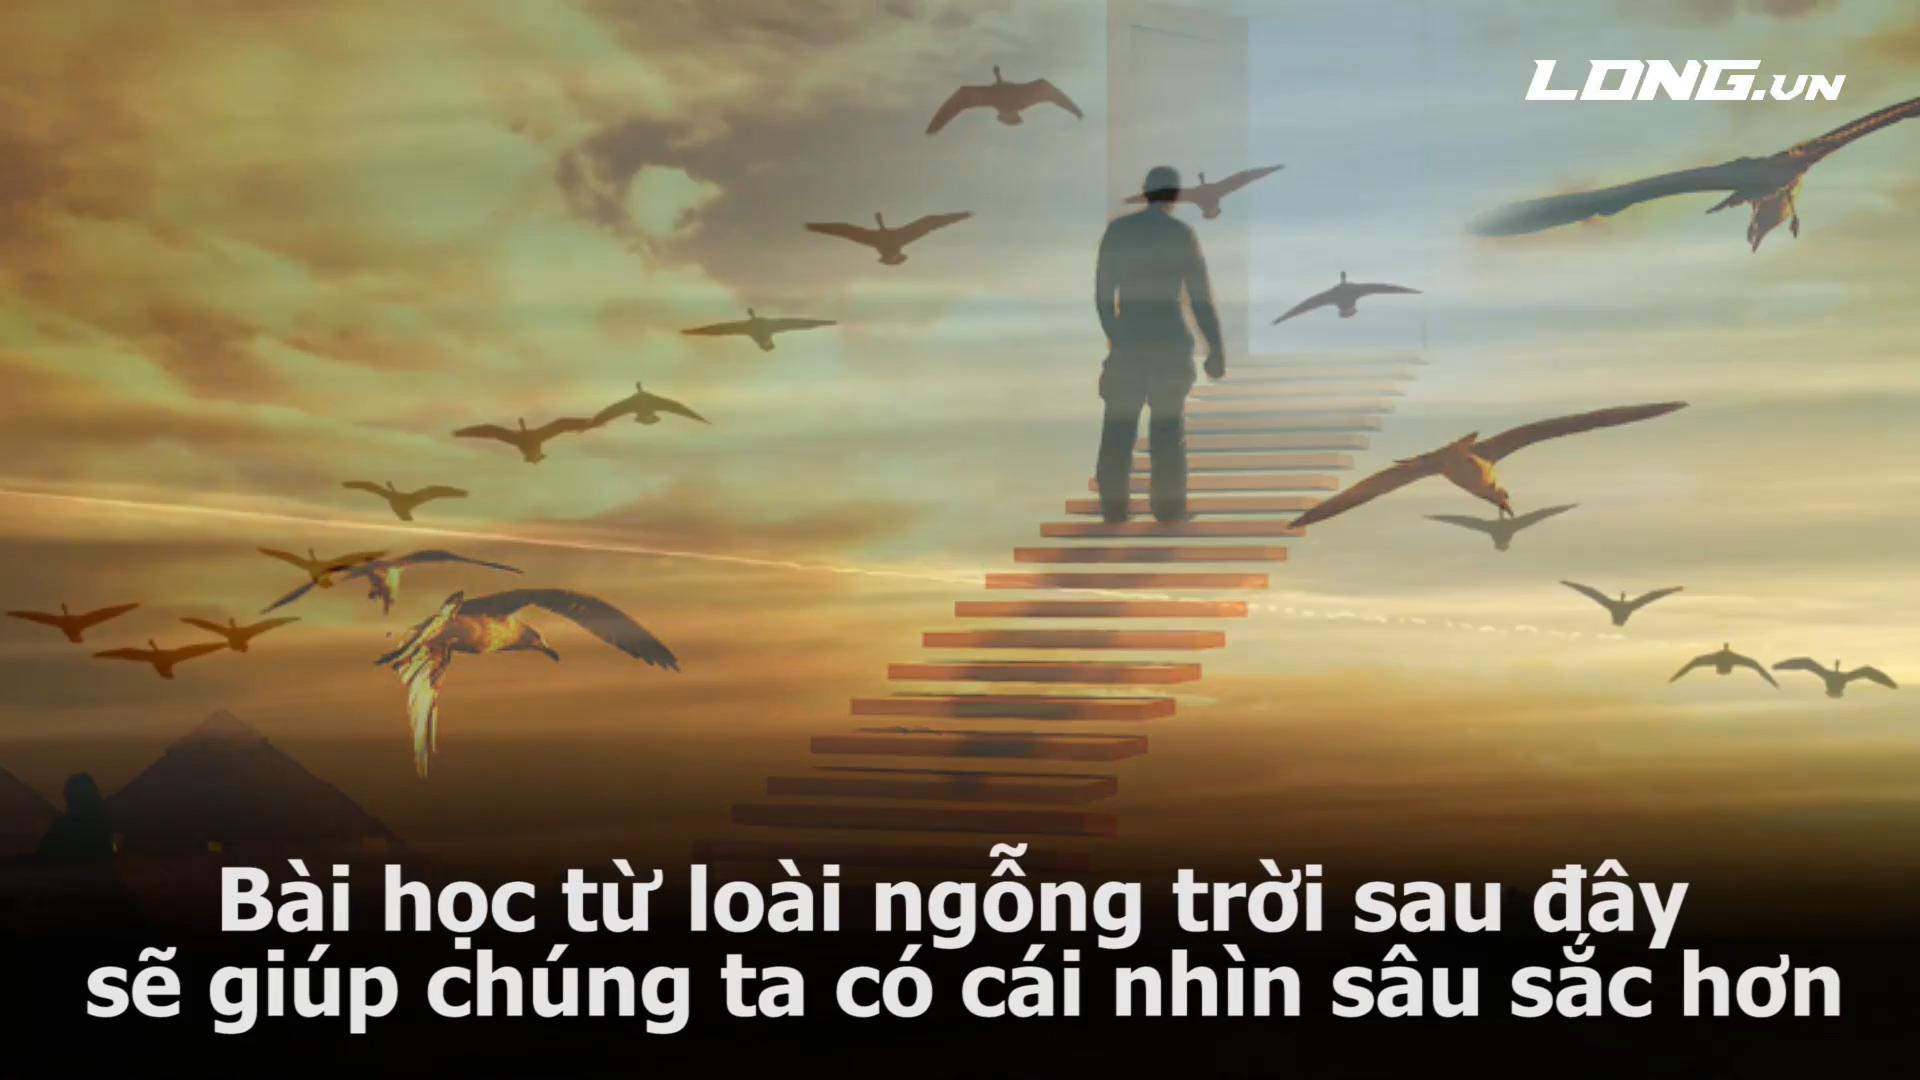 LONG.VN
Bài học từ loài ngỗng trời sau đây
sẽ giúp chúng ta có cái nhìn sâu sắc hơn